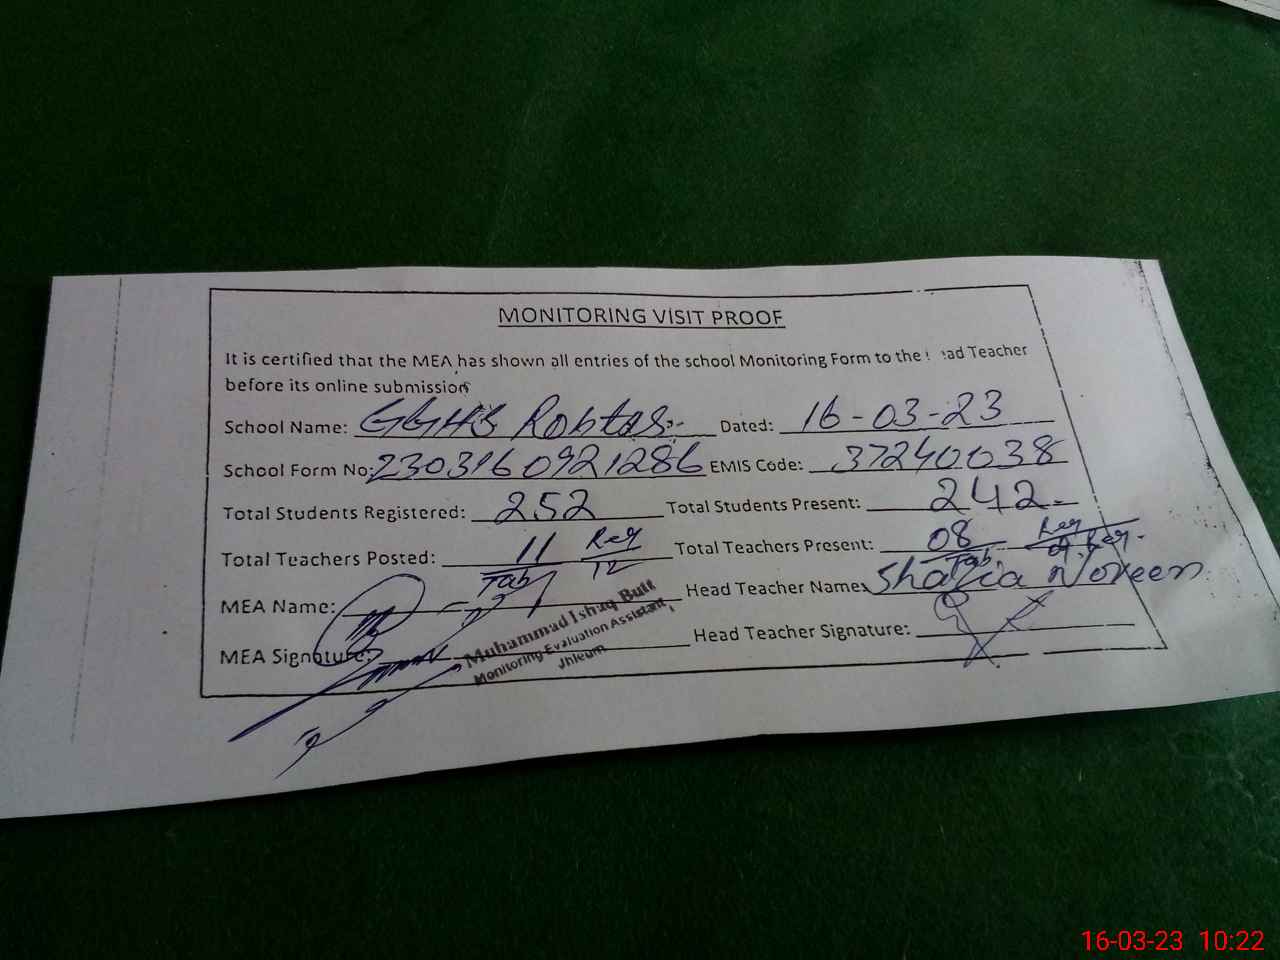 MONITORING VISIT PROOF
It is certified that the MEA has shown all entries of the school Monitoring Form to the ad Teacher
before its online submission
School Name: GGHS Rohtas Dated: 16-03-23
School Form No: 2303160921286 EMIS Code: 37240038
Total Students Registered: 252 Total Students Present: 242
Total Teachers Posted: 11 Tab Reg 12 Total Teachers Present: 08 Tab Reg
MEA Name: Head Teacher Name: Shazia Noreen
MEA Signature: Head Teacher Signature:
Muhammad Ishaq Butt
Monitoring Evaluation Assistant,
Jhleum
16-03-23 10:22